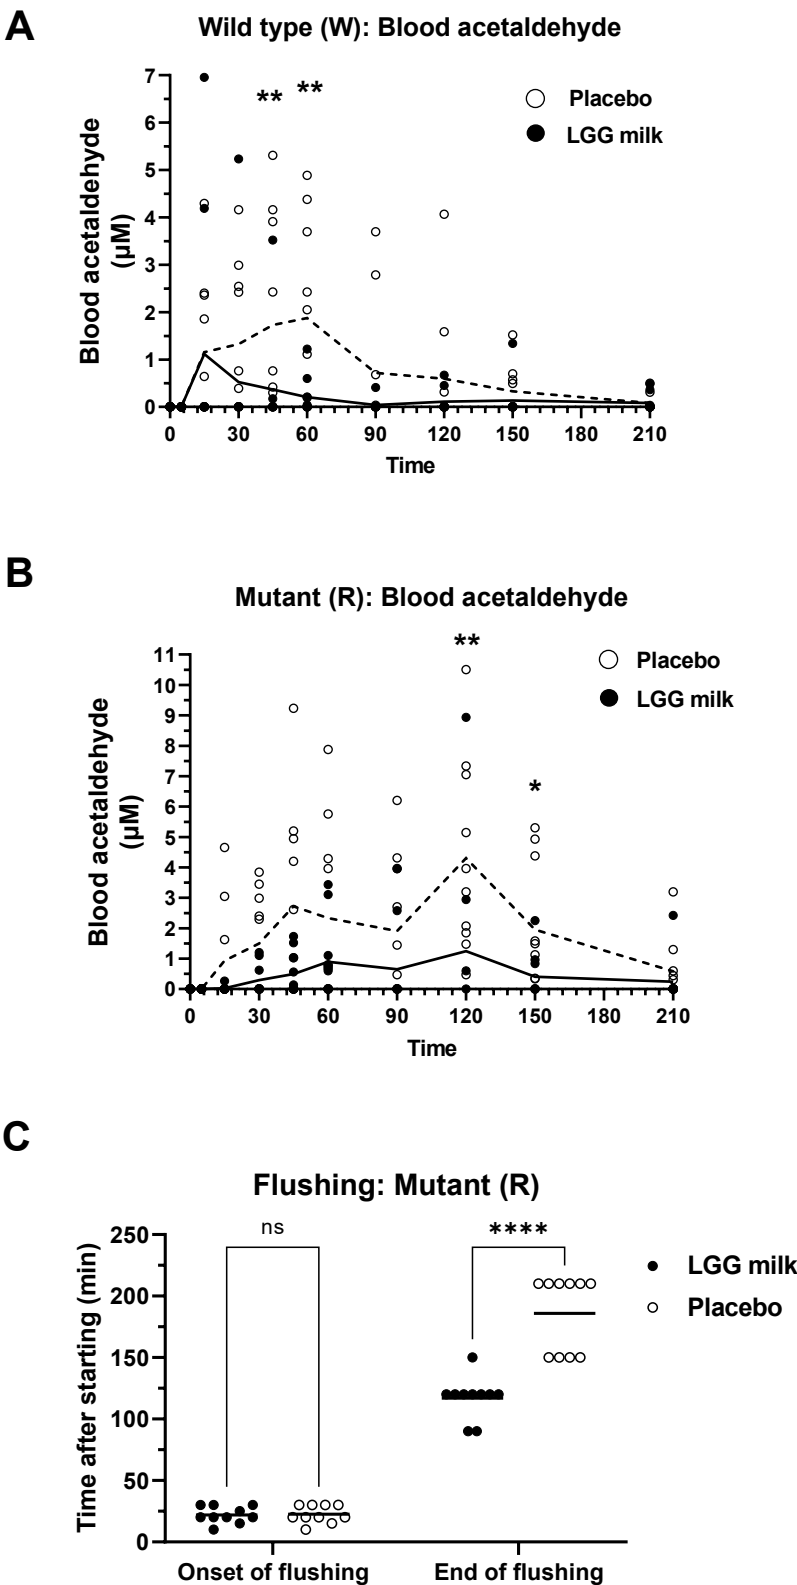 A
Wild type (W): Blood acetaldehyde
** **
Placebo
LGG milk
Blood acetaldehyde
(μM)
7
6
5
4
3
2
1
0
0 30 60 90 120 150 180 210
Time
B
Mutant (R): Blood acetaldehyde
**
*
Placebo
LGG milk
Blood acetaldehyde
(μM)
11
10
9
8
7
6
5
4
3
2
1
0
0 30 60 90 120 150 180 210
Time
C
Flushing: Mutant (R)
ns
****
LGG milk
Placebo
Time after starting (min)
250
200
150
100
50
0
Onset of flushing
End of flushing